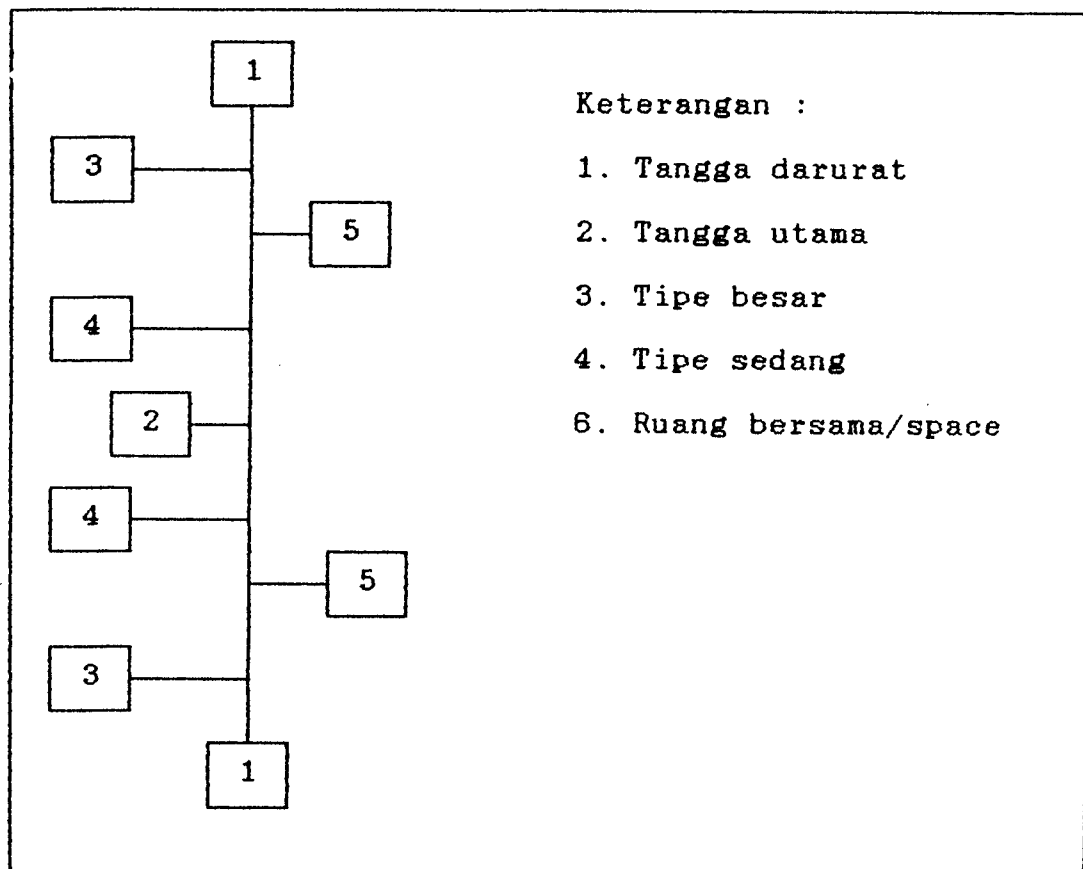 1
3
5
4
2
4
5
3
1
Keterangan :
1. Tangga darurat
2. Tangga utama
3. Tipe besar
4. Tipe sedang
6. Ruang bersama/space